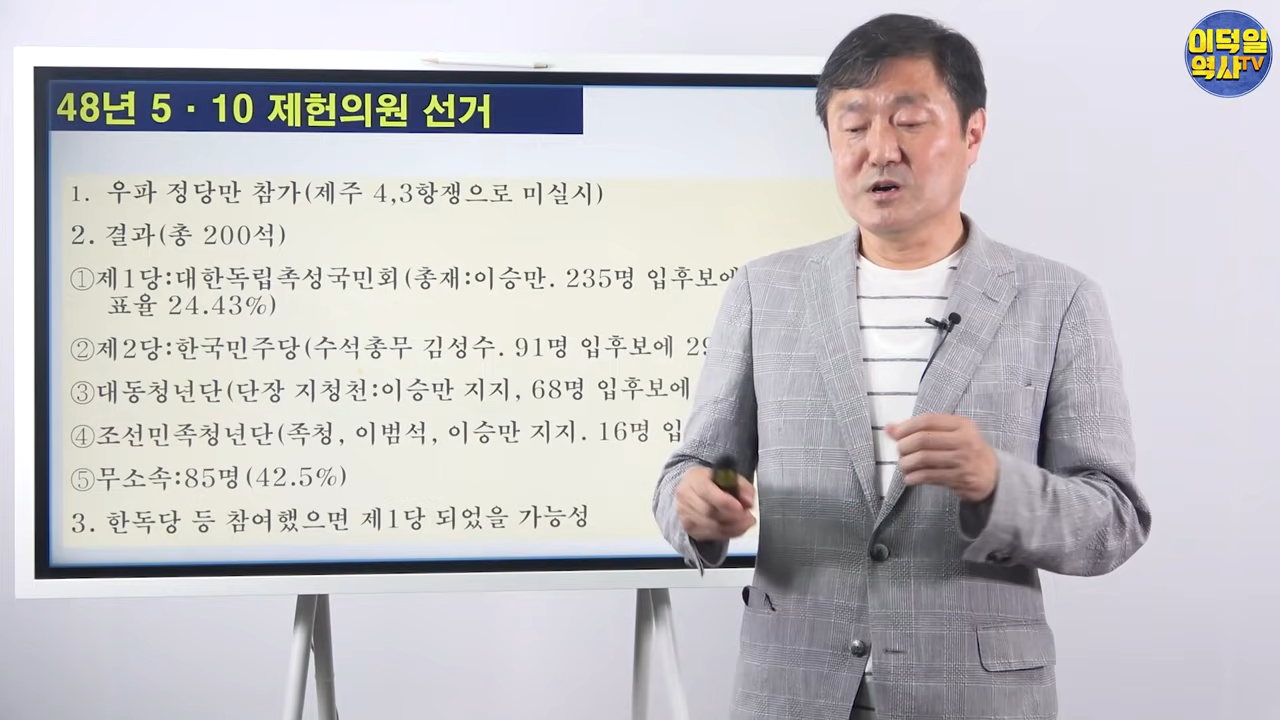 이덕일
역사TV
48년 5·10 제헌의원 선거
1. 우파 정당만 참가(제주 4,3항쟁으로 미실시)
2. 결과(총 200석)
①제1당:대한독립촉성국민회(총재:이승만. 235명 입후보에
표율 24.43%)
②제2당:한국민주당(수석총무 김성수. 91명 입후보에
③대동청년단(단장 지청천:이승만 지지, 68명 입후보에
④조선민족청년단(족청, 이범석, 이승만 지지. 16명
⑤무소속:85명(42.5%)
3. 한독당 등 참여했으면 제1당 되었을 가능성